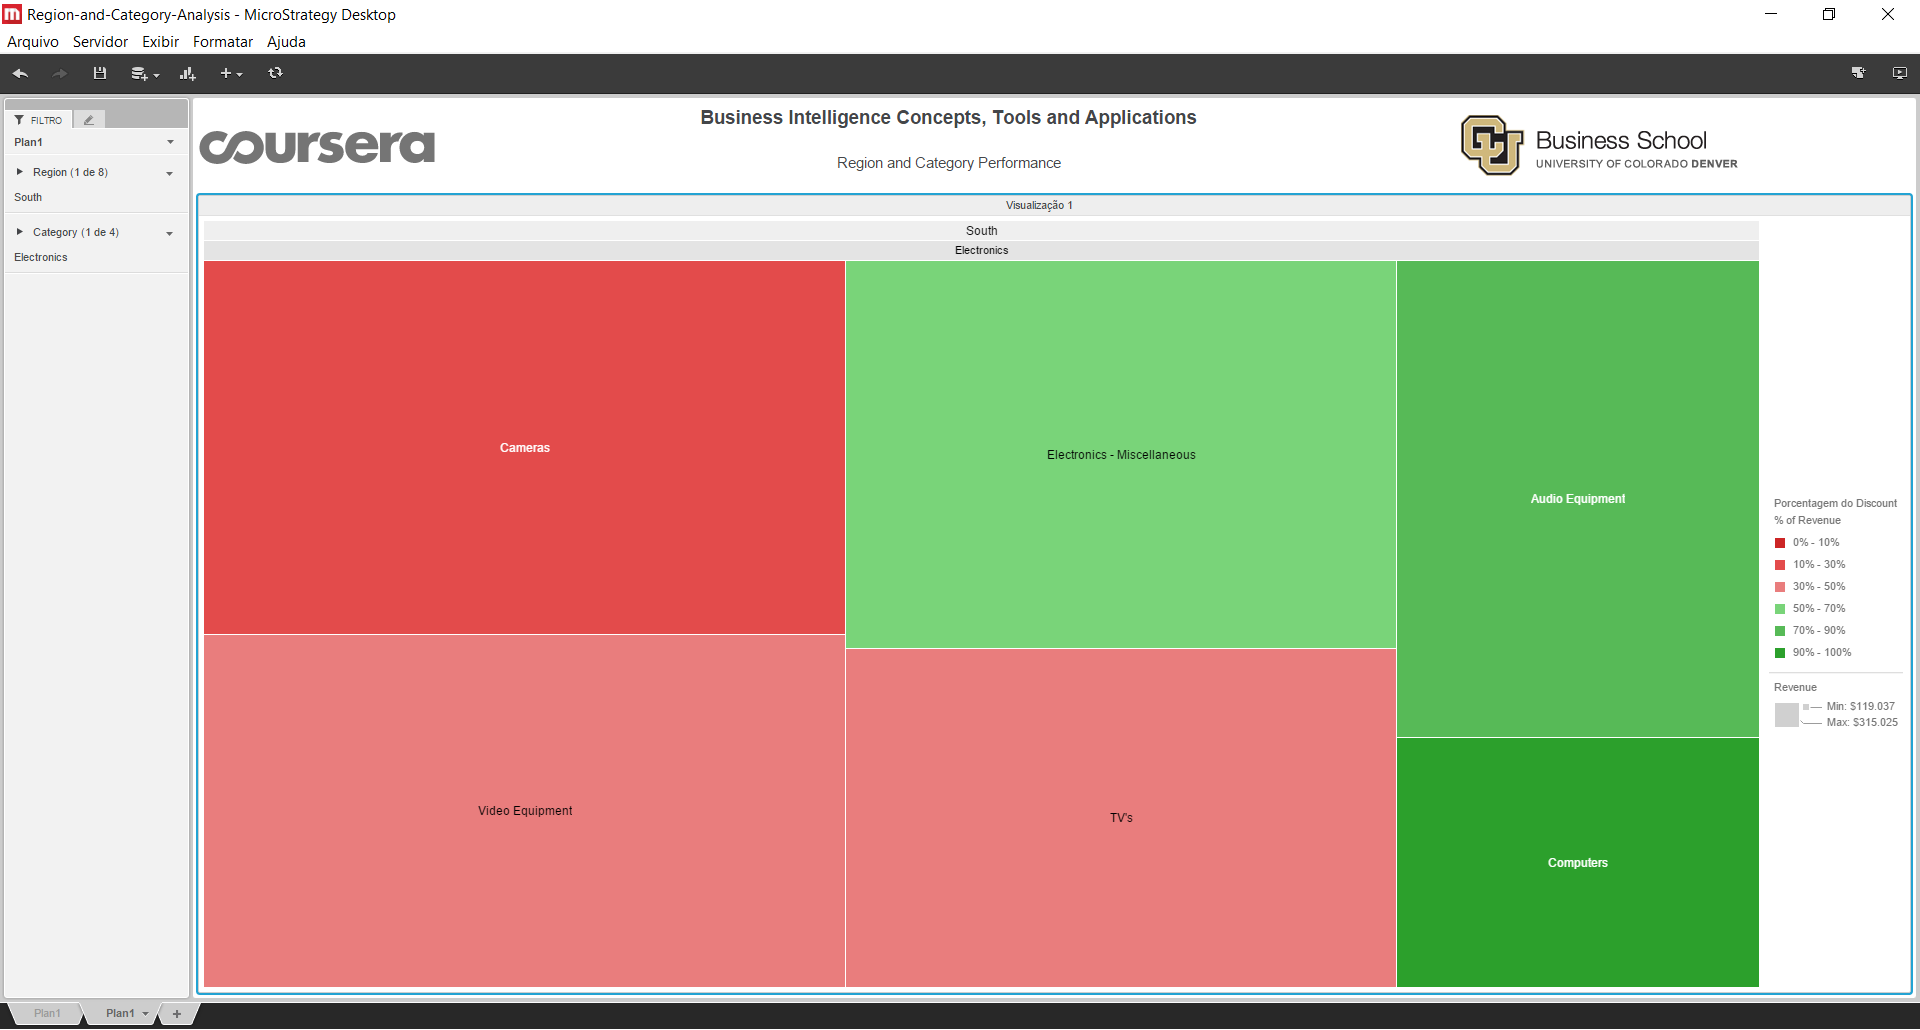 Region-and-Category-Analysis - MicroStrategy Desktop
Arquivo Servidor Exibir Formatar Ajuda
FILTRO
Plan1
Region (1 de 8)
South
Category (1 de 4)
Electronics
coursera
Business Intelligence Concepts, Tools and Applications
Region and Category Performance
CU
Business School
UNIVERSITY OF COLORADO DENVER
Visualização 1
South
Electronics
Cameras
Electronics - Miscellaneous
Audio Equipment
Video Equipment
TV's
Computers
Porcentagem do Discount
% of Revenue
0% - 10%
10% - 30%
30% - 50%
50% - 70%
70% - 90%
90% - 100%
Revenue
Min: $119.037
Max: $315.025
Plan1
Plan1